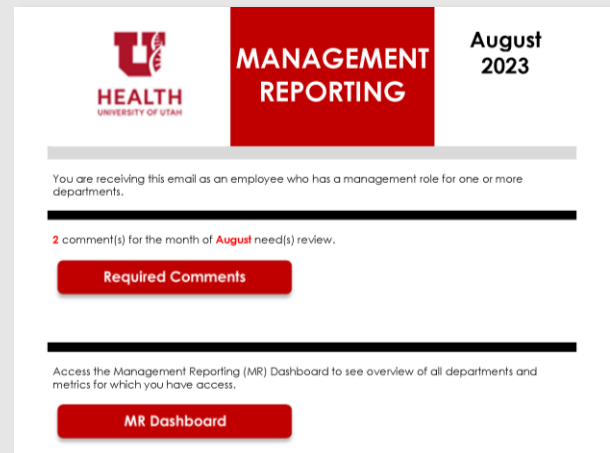 HEALTH
UNIVERSITY OF UTAH
MANAGEMENT
REPORTING
August
2023
You are receiving this email as an employee who has a management role for one or more
departments.
2 comment(s) for the month of August need(s) review.
Required Comments
Access the Management Reporting (MR) Dashboard to see overview of all departments and
metrics for which you have access.
MR Dashboard